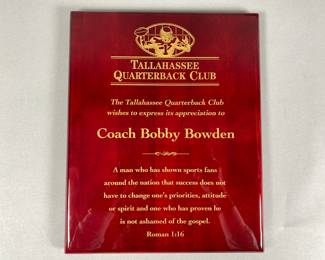 TALLAHASSEE
QUARTERBACK CLUB
The Tallahassee Quarterback Club
wishes to express its appreciation to
Coach Bobby Bowden
A man who has shown sports fans
around the nation that success does not
have to change one's priorities, attitude
or spirit and one who has proven he
is not ashamed of the gospel.
Roman 1:16